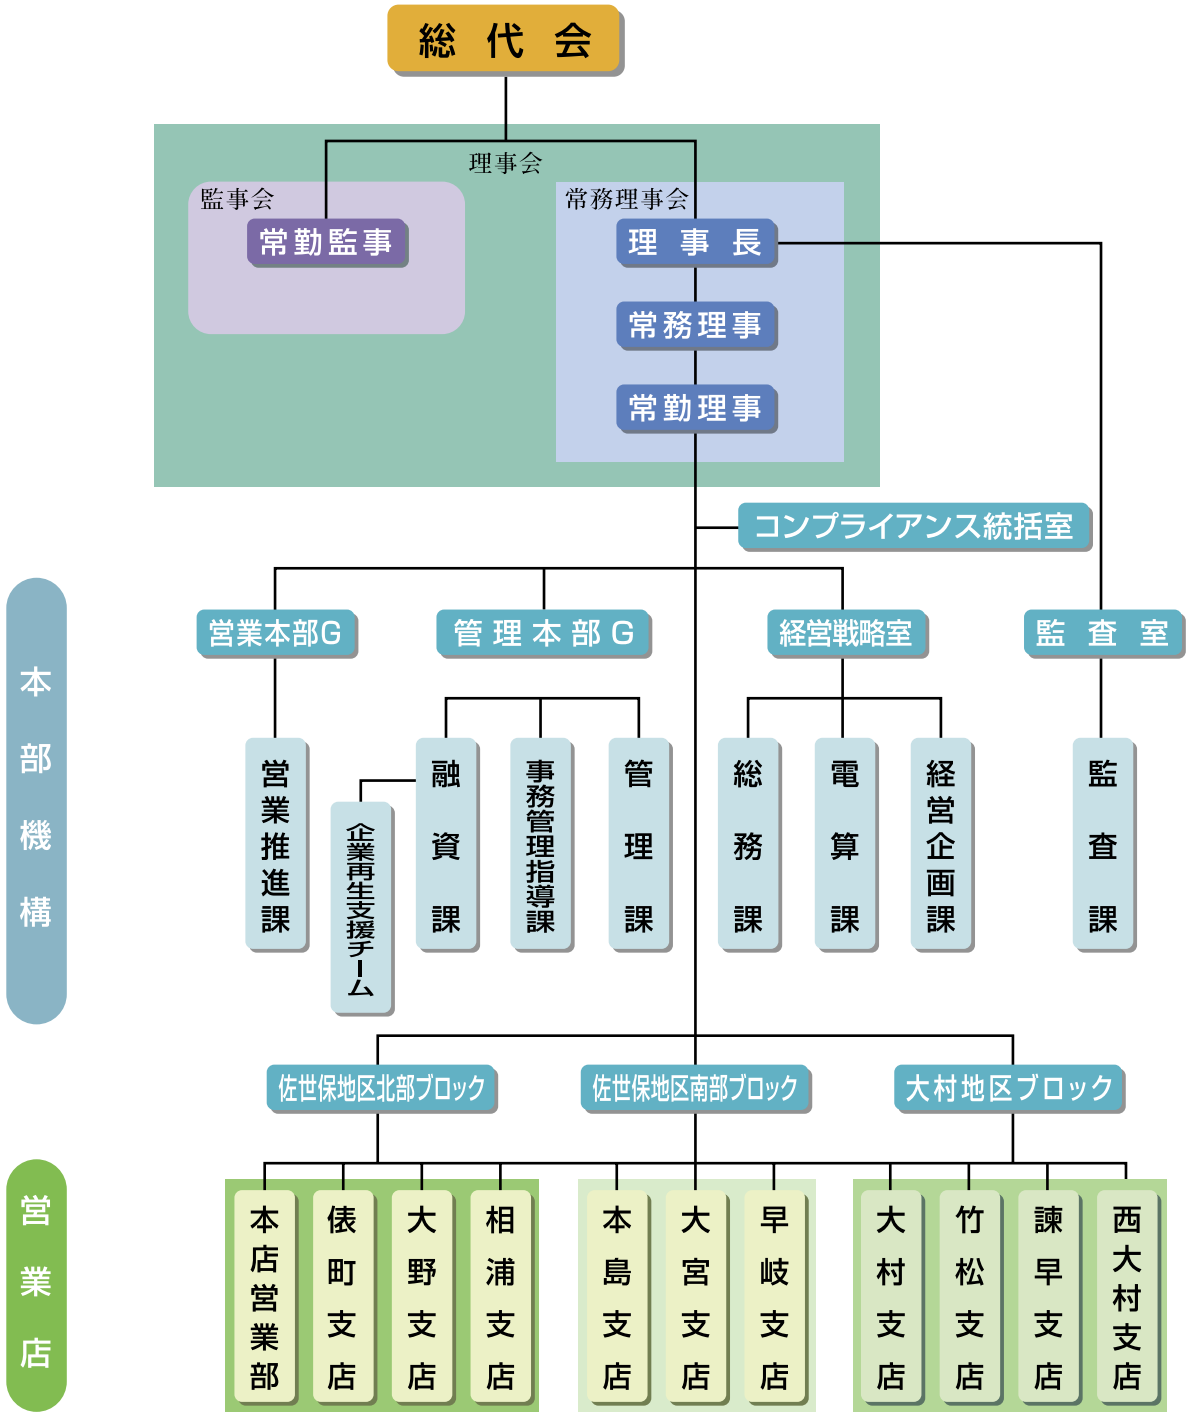 総代会
理事会
監事会
常務理事会
常勤監事
理事長
常務理事
常勤理事
コンプライアンス統括室
本部機構
営業本部G
管理本部G
経営戦略室
監査室
営業推進課
企業再生支援チーム
融資課
事務管理指導課
管理課
総務課
電算課
経営企画課
監査課
佐世保地区北部ブロック
佐世保地区南部ブロック
大村地区ブロック
営業店
本店営業部
俵町支店
大野支店
相浦支店
本島支店
大宮支店
早岐支店
大村支店
竹松支店
諫早支店
西大村支店